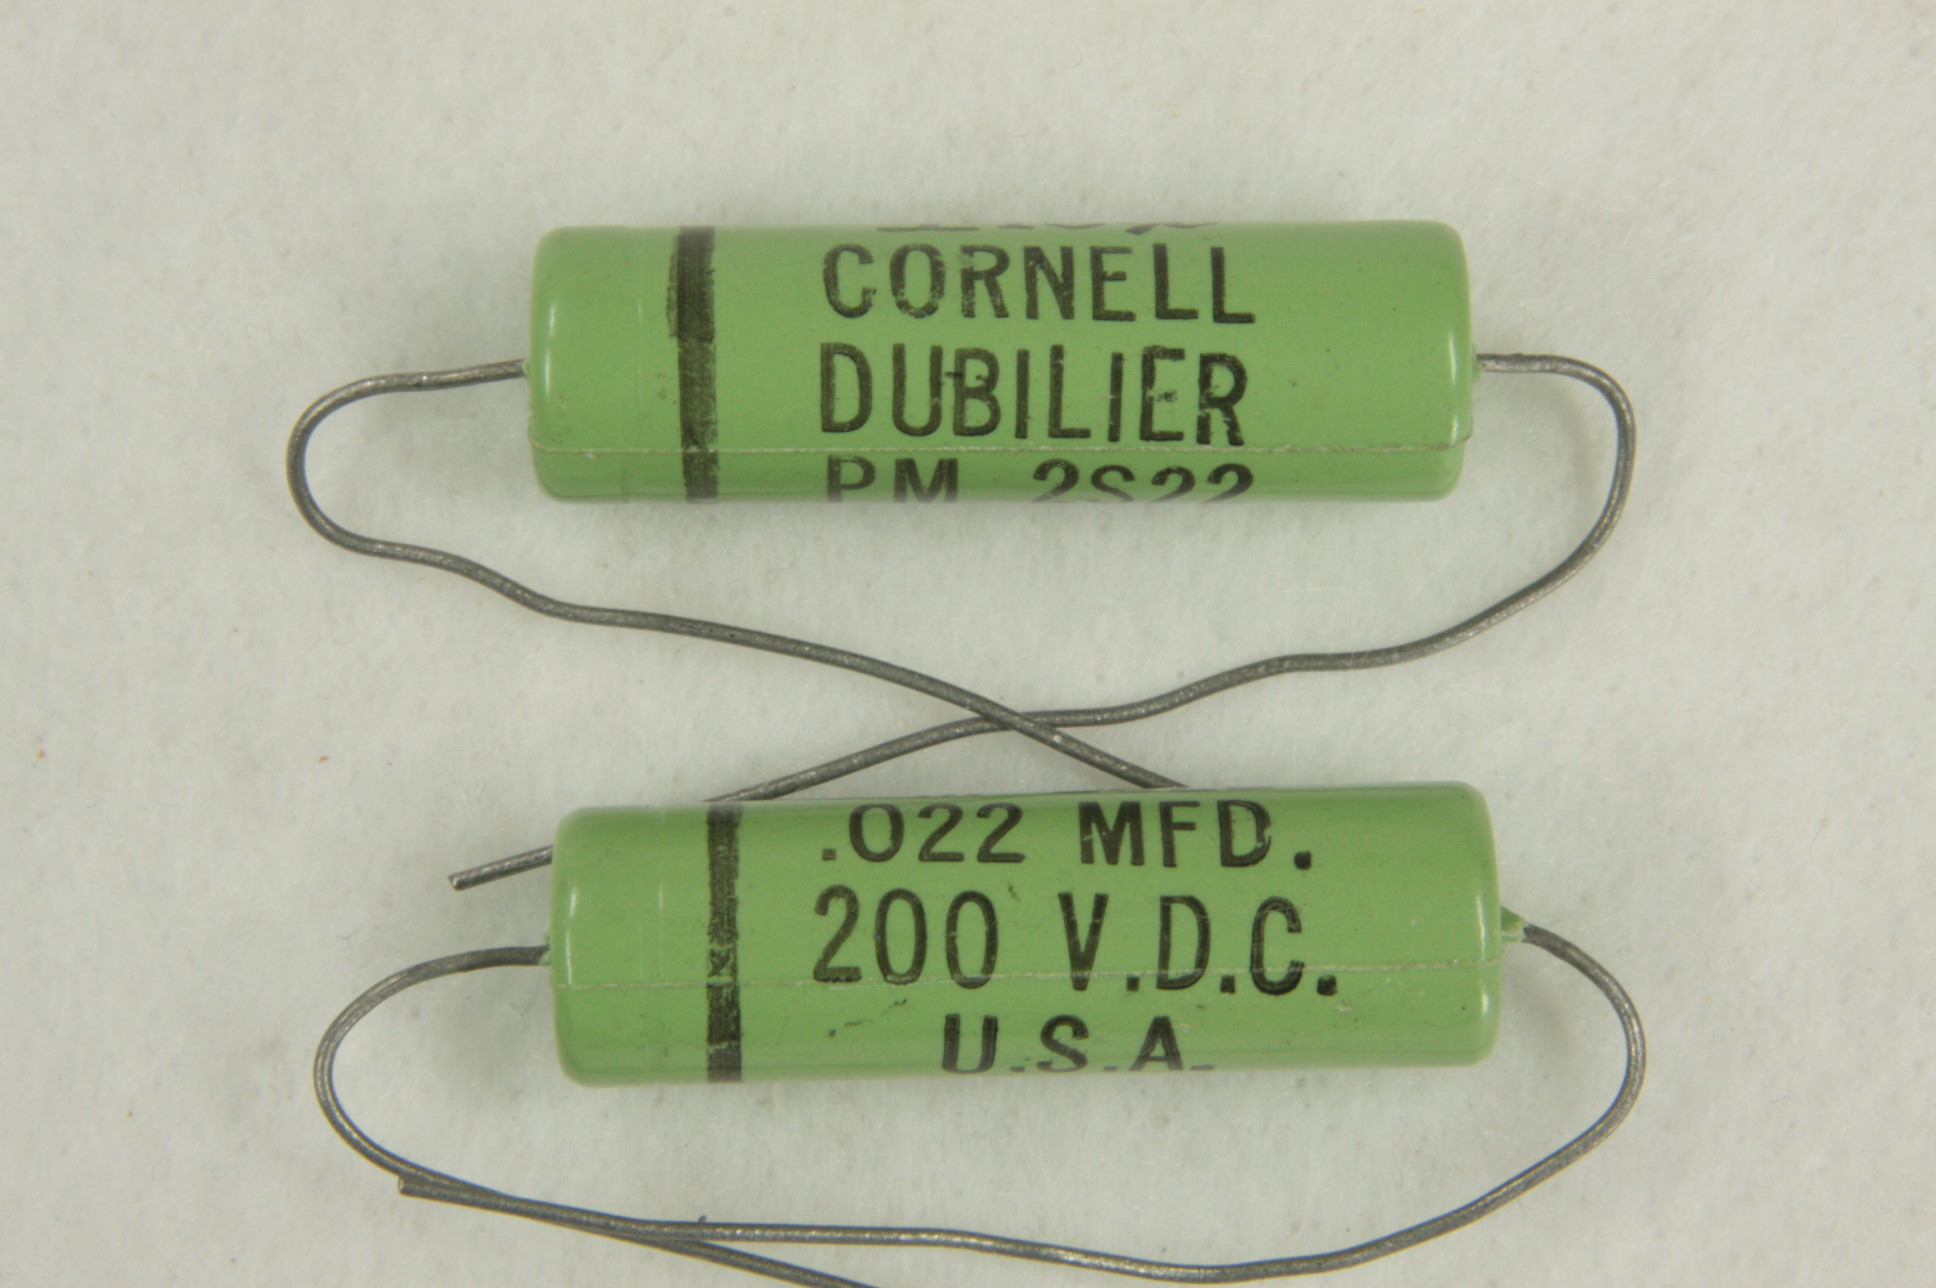 CORNELL
DUBILIER
PM 2S22
.022 MFD.
200 V.D.C.
U.S.A.